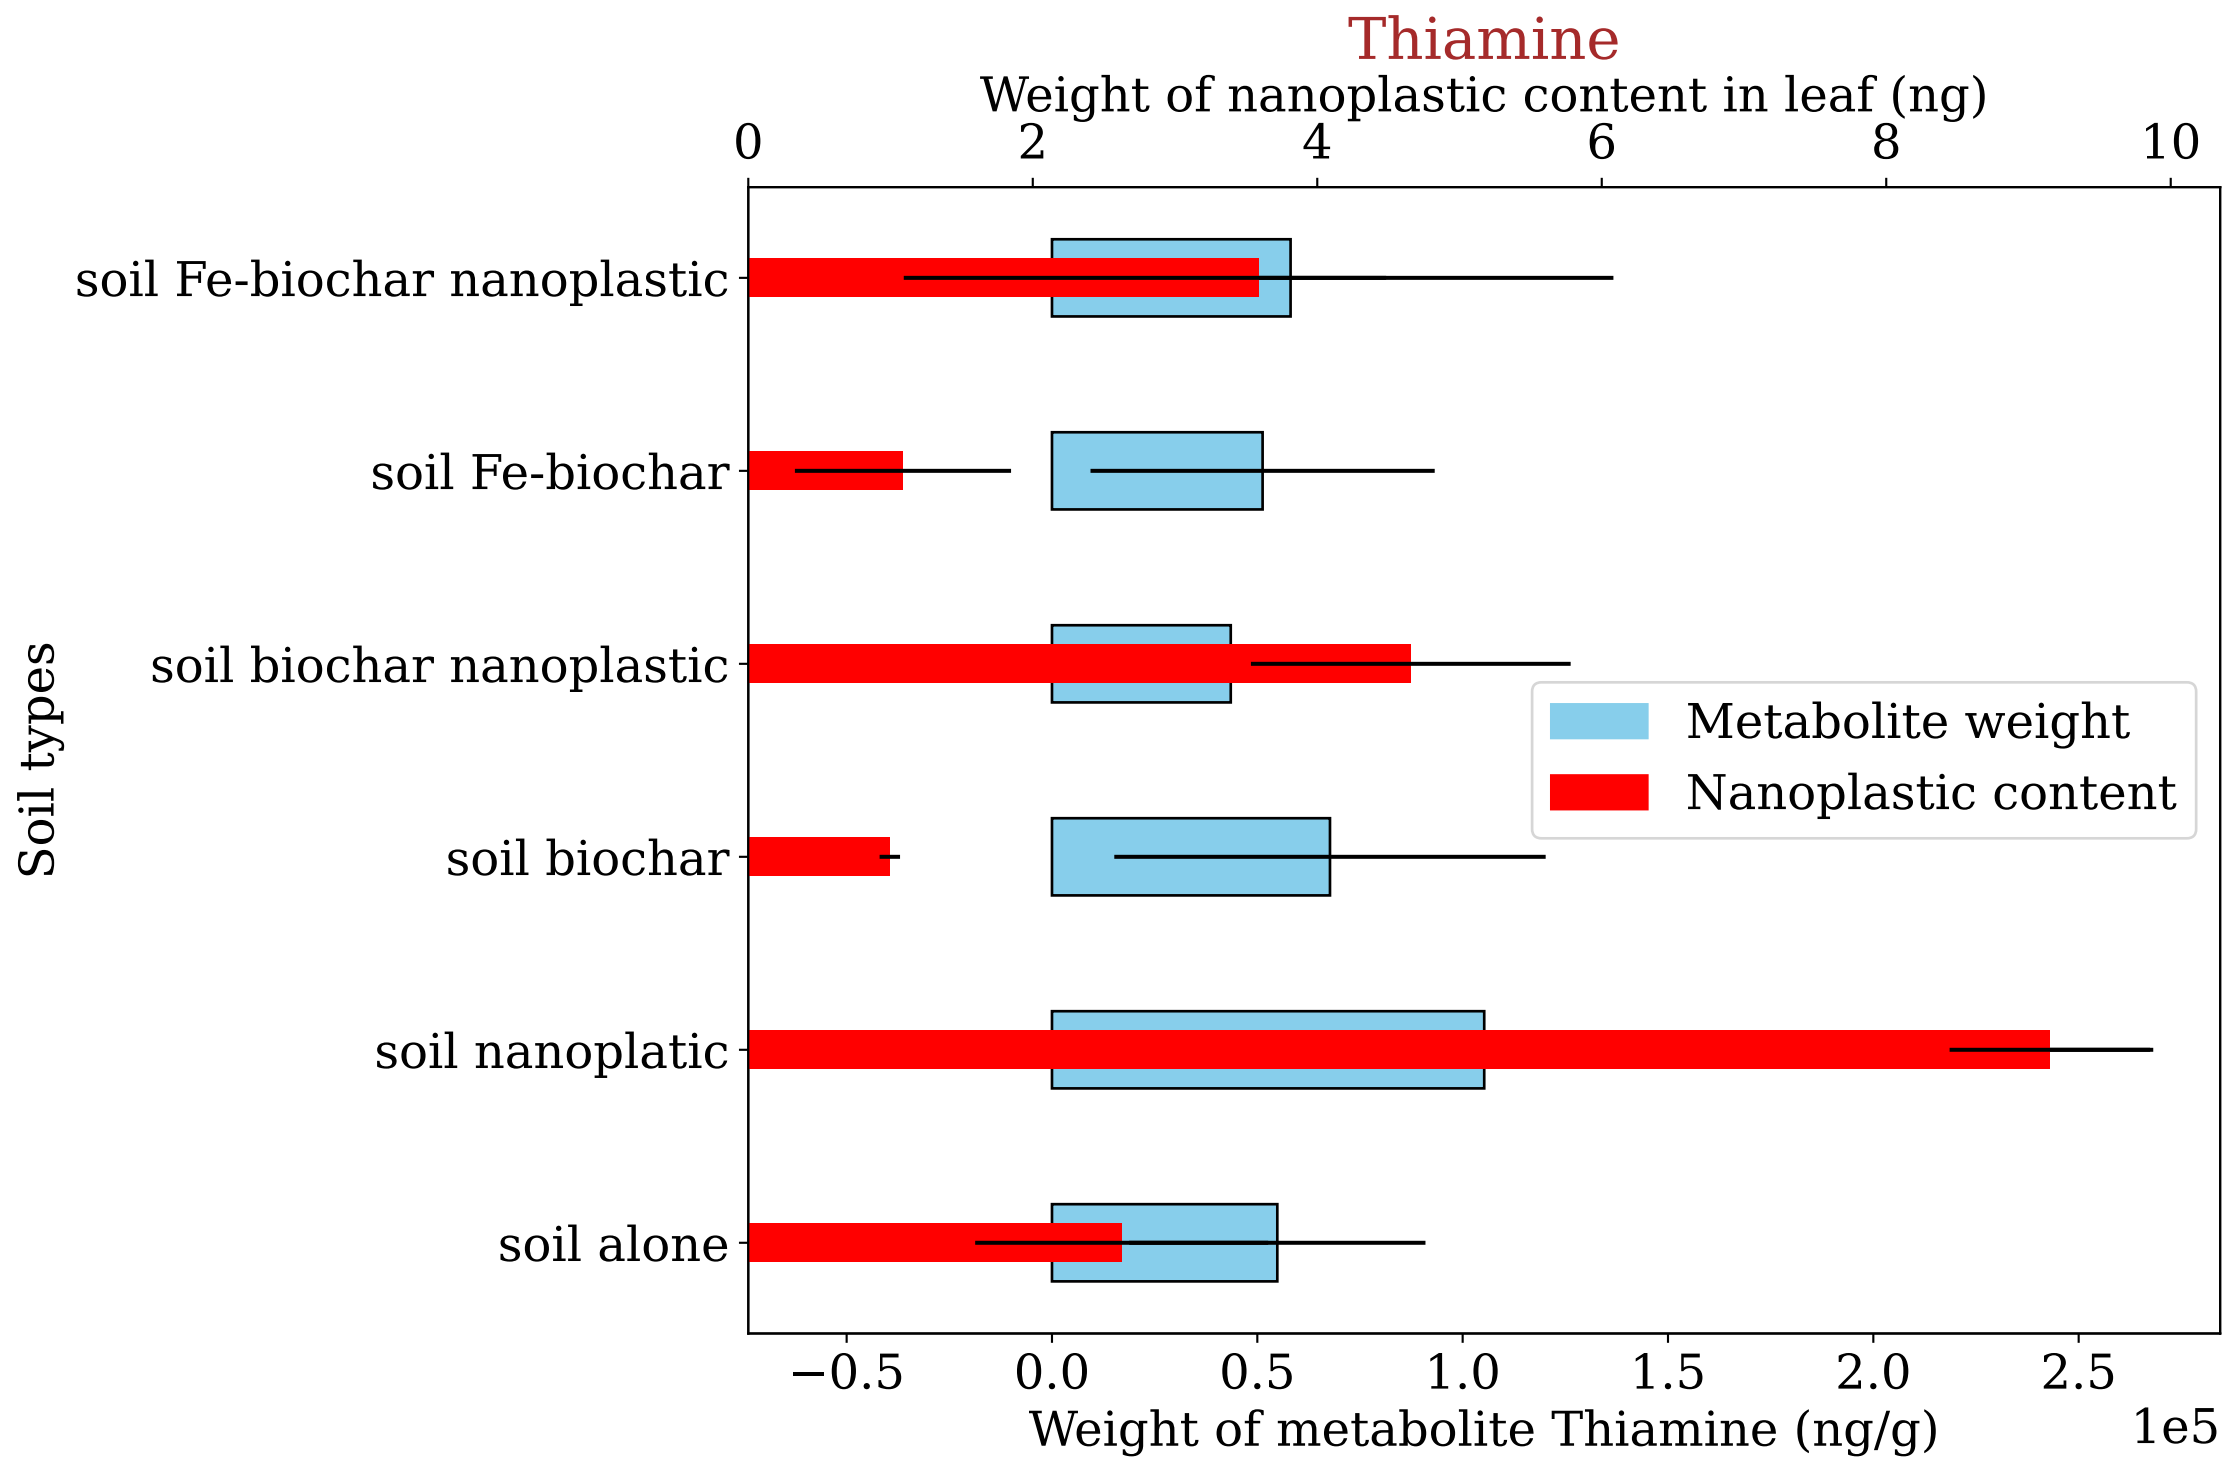 Thiamine
Weight of nanoplastic content in leaf (ng)
0 2 4 6 8 10
soil Fe-biochar nanoplastic
soil Fe-biochar
soil biochar nanoplastic
soil biochar
soil nanoplatic
soil alone
Soil types
Metabolite weight
Nanoplastic content
−0.5 0.0 0.5 1.0 1.5 2.0 2.5
Weight of metabolite Thiamine (ng/g)
1e5